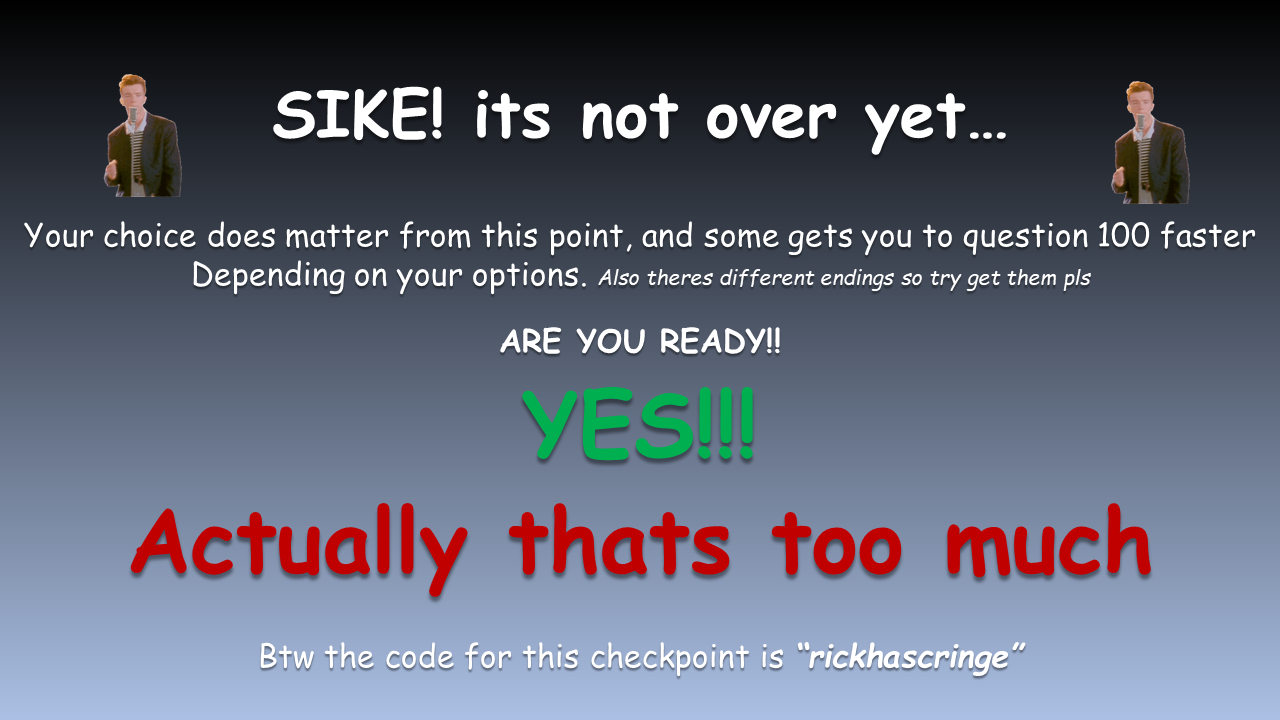 SIKE! its not over yet…
Your choice does matter from this point, and some gets you to question 100 faster
Depending on your options. Also theres different endings so try get them pls
ARE YOU READY!!
YES!!!
Actually thats too much
Btw the code for this checkpoint is “rickhascringe”